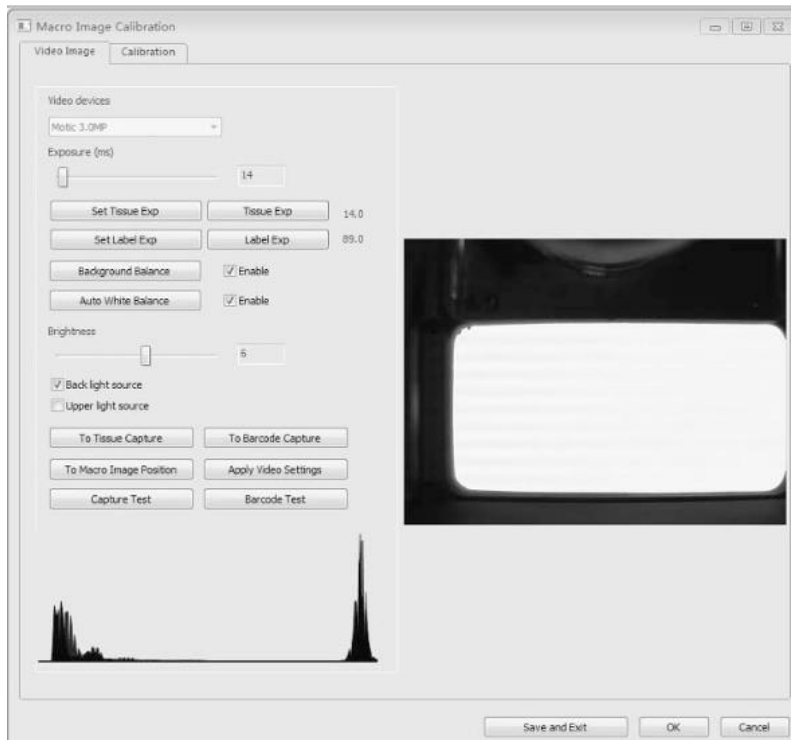 Macro Image Calibration
Video Image Calibration
Video devices
Motic 3.0MP
Exposure (ms)
14
Set Tissue Exp Tissue Exp 14.0
Set Label Exp Label Exp 89.0
Background Balance Enable
Auto White Balance Enable
Brightness
6
Back light source
Upper light source
To Tissue Capture To Barcode Capture
To Macro Image Position Apply Video Settings
Capture Test Barcode Test
Save and Exit OK Cancel